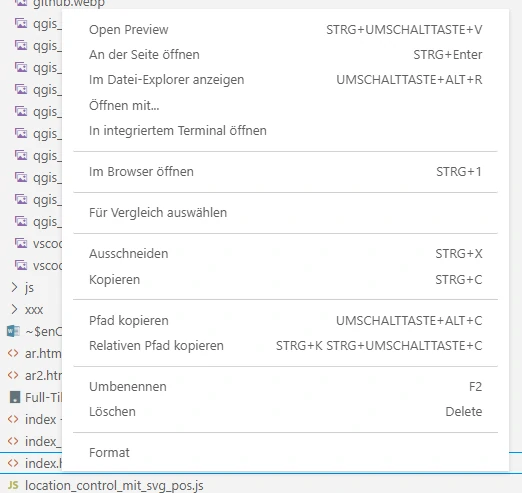 github.webp
qgis_
qgis_
qgis_
qgis_
qgis_
qgis_
qgis_
qgis_
qgis_
qgis_
vscod
vscod
js
xxx
~$enC
ar.htm
ar2.htm
Full-Til
index -
index_
index.h
location_control_mit_svg_pos.js
Open Preview STRG+UMSCHALTTASTE+V
An der Seite öffnen STRG+Enter
Im Datei-Explorer anzeigen UMSCHALTTASTE+ALT+R
Öffnen mit...
In integriertem Terminal öffnen
Im Browser öffnen STRG+1
Für Vergleich auswählen
Ausschneiden STRG+X
Kopieren STRG+C
Pfad kopieren UMSCHALTTASTE+ALT+C
Relativen Pfad kopieren STRG+K STRG+UMSCHALTTASTE+C
Umbenennen F2
Löschen Delete
Format